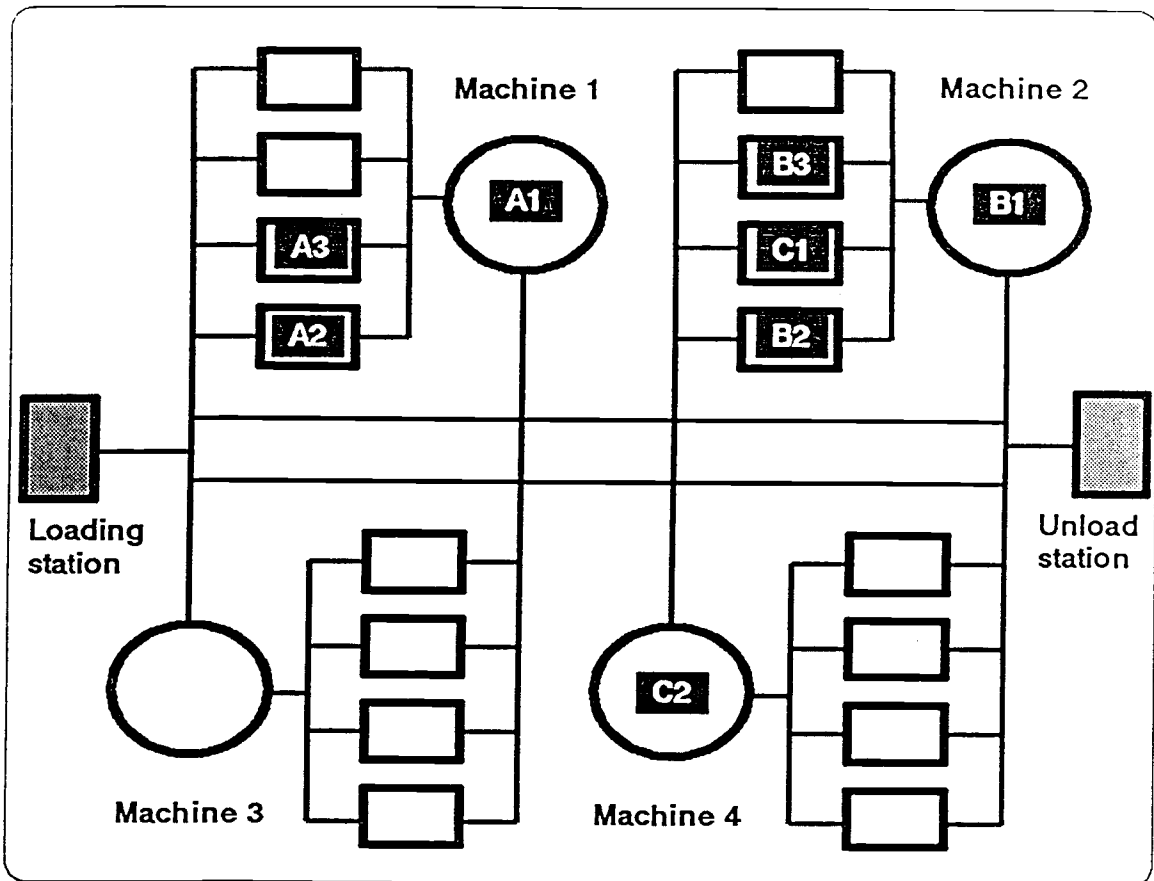 Machine 1
A1
A3
A2
Machine 2
B3
B1
C1
B2
Loading
station
Unload
station
Machine 3
C2
Machine 4